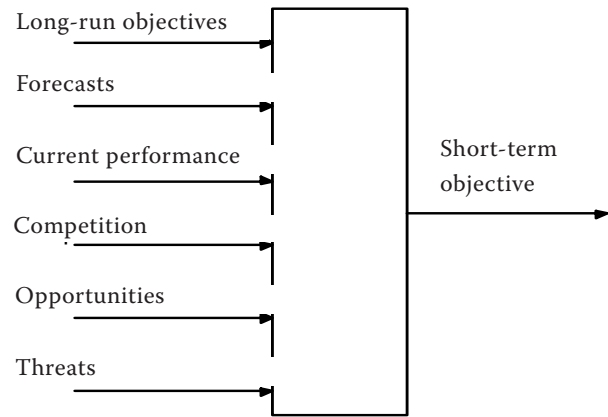 Long-run objectives
Forecasts
Current performance
Competition
Opportunities
Threats
Short-term
objective